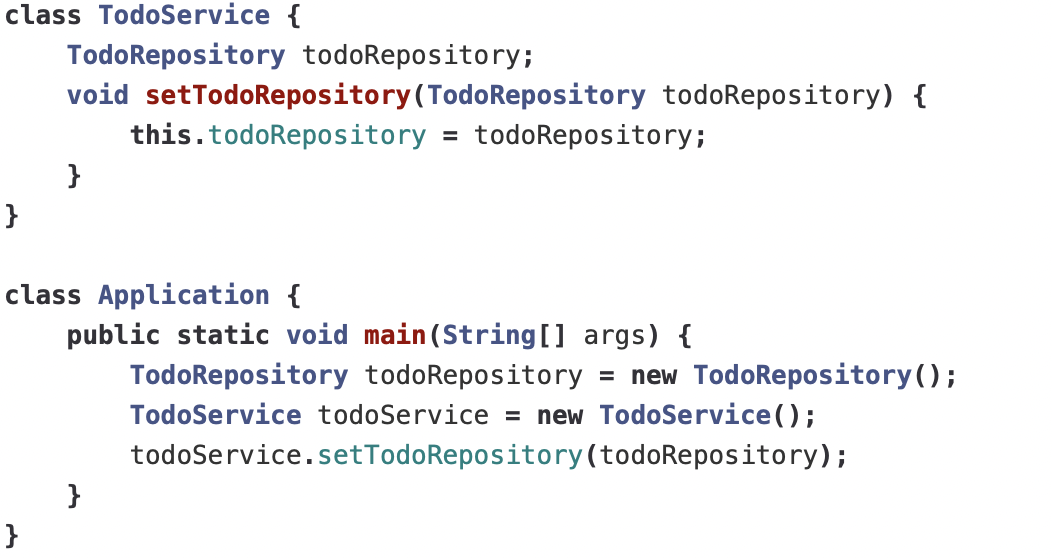 class TodoService {
    TodoRepository todoRepository;
    void setTodoRepository(TodoRepository todoRepository) {
        this.todoRepository = todoRepository;
    }
}

class Application {
    public static void main(String[] args) {
        TodoRepository todoRepository = new TodoRepository();
        TodoService todoService = new TodoService();
        todoService.setTodoRepository(todoRepository);
    }
}